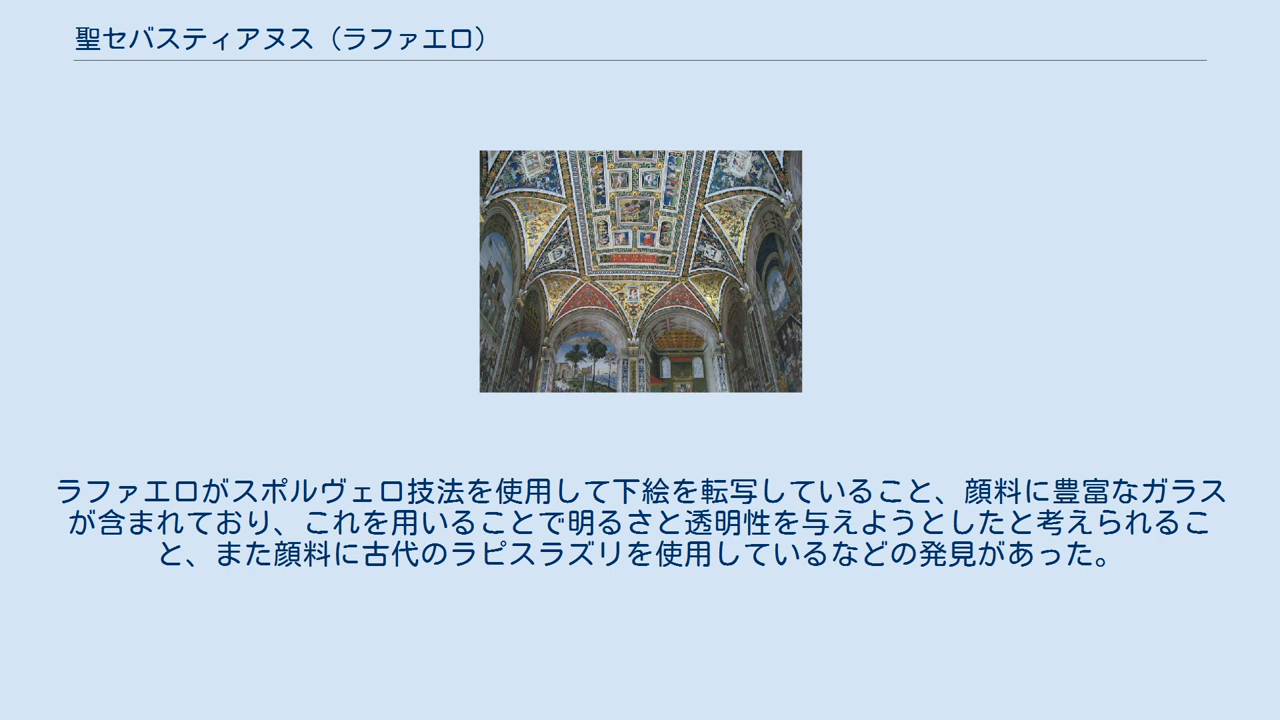 聖セバスティアヌス（ラファエロ）
ラファエロがスポルヴェロ技法を使用して下絵を転写していること、顔料に豊富なガラス
が含まれており、これを用いることで明るさと透明性を与えようとしたと考えられるこ
と、また顔料に古代のラピスラズリを使用しているなどの発見があった。